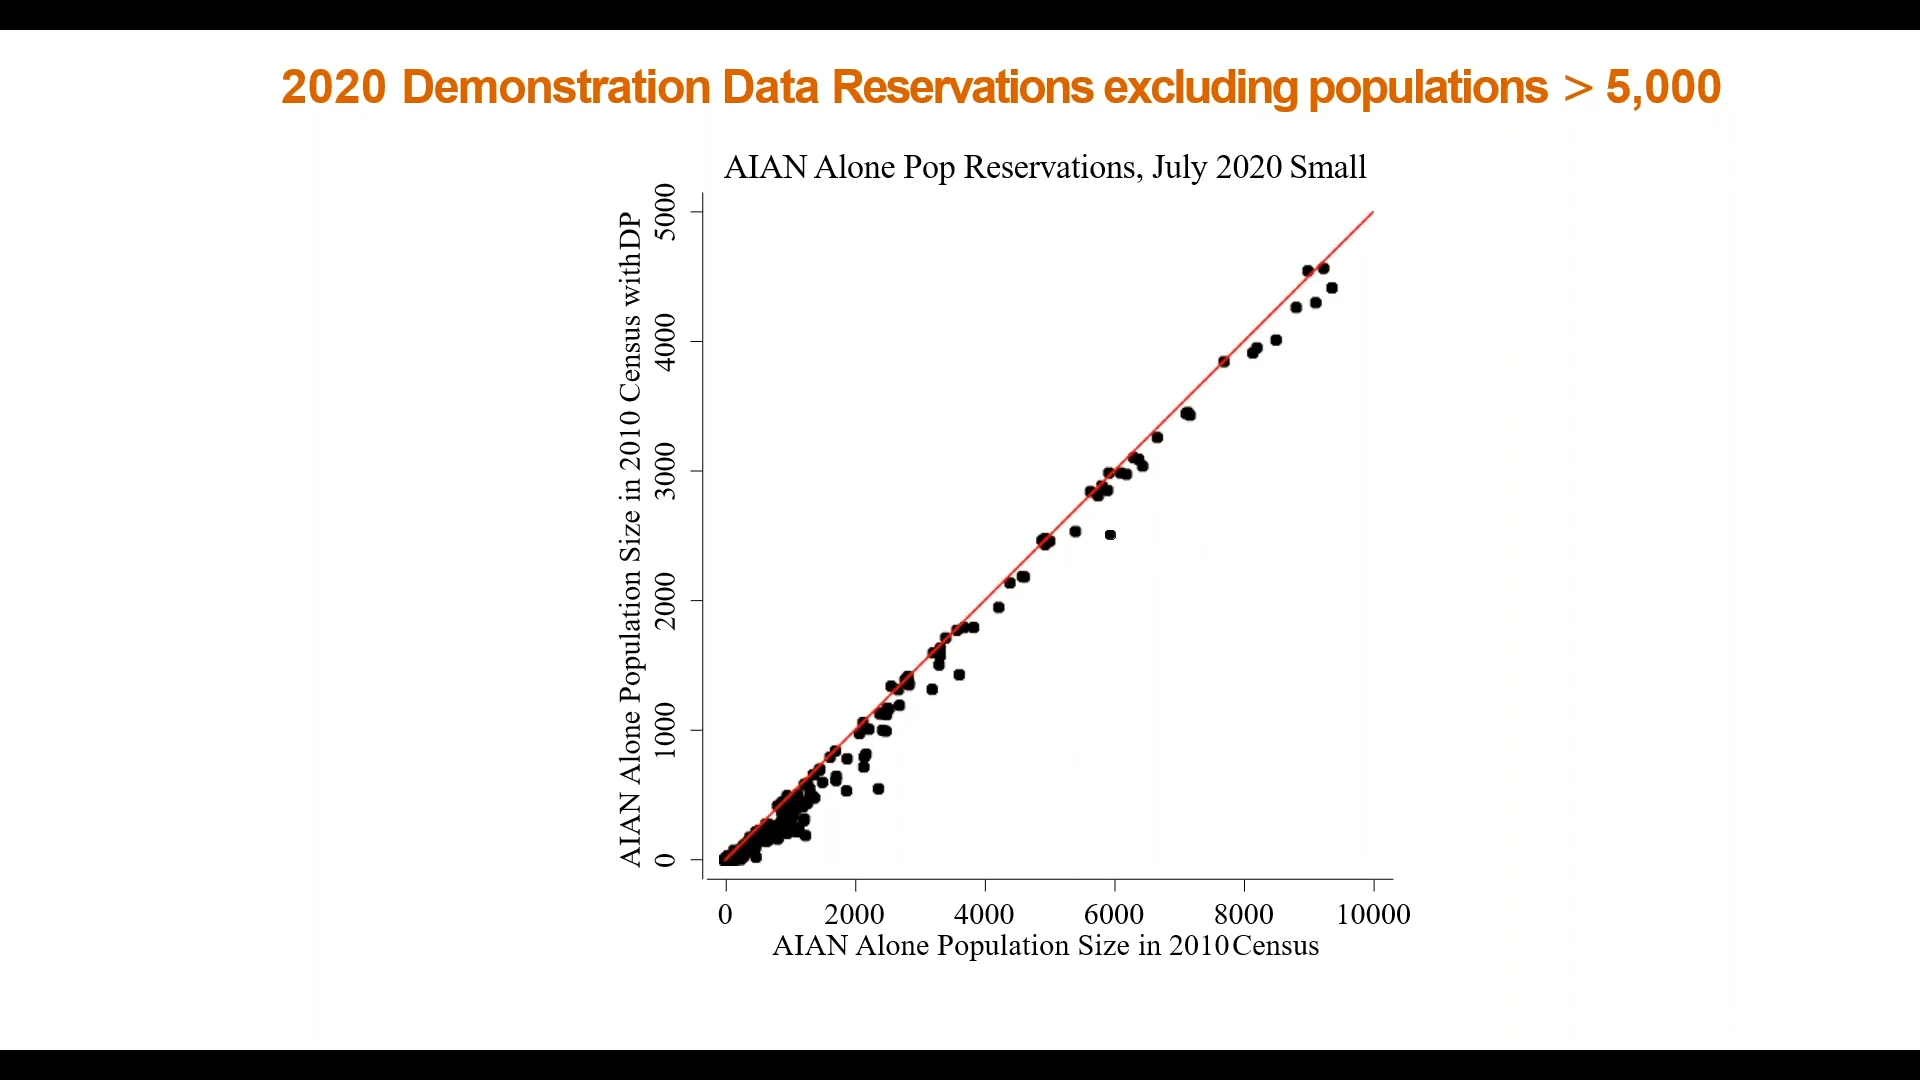 2020 Demonstration Data Reservations excluding populations > 5,000
AIAN Alone Pop Reservations, July 2020 Small
AIAN Alone Population Size in 2010 Census with DP
5000
4000
3000
2000
1000
0
0 2000 4000 6000 8000 10000
AIAN Alone Population Size in 2010 Census